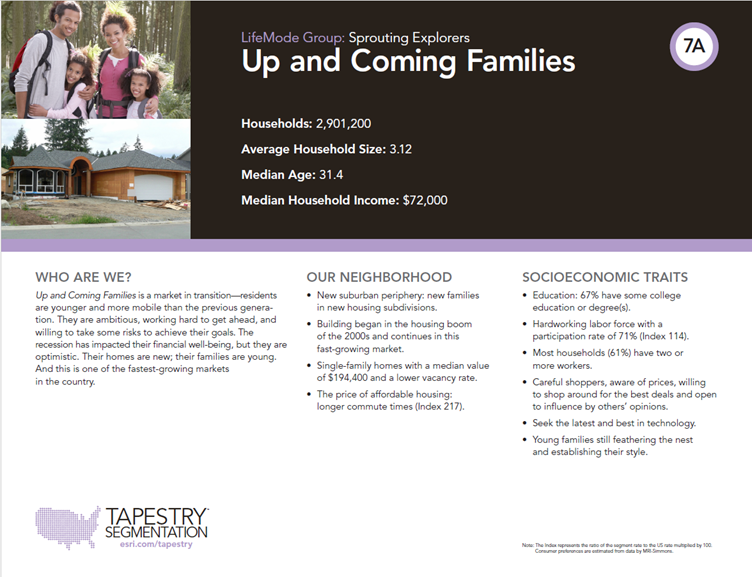 LifeMode Group: Sprouting Explorers
Up and Coming Families
7A
Households: 2,901,200
Average Household Size: 3.12
Median Age: 31.4
Median Household Income: $72,000
WHO ARE WE?
Up and Coming Families is a market in transition—residents
are younger and more mobile than the previous genera-
tion. They are ambitious, working hard to get ahead, and
willing to take some risks to achieve their goals. The
recession has impacted their financial well-being, but they are
optimistic. Their homes are new; their families are young.
And this is one of the fastest-growing markets
in the country.
OUR NEIGHBORHOOD
• New suburban periphery: new families
in new housing subdivisions.
• Building began in the housing boom
of the 2000s and continues in this
fast-growing market.
• Single-family homes with a median value
of $194,400 and a lower vacancy rate.
• The price of affordable housing:
longer commute times (Index 217).
SOCIOECONOMIC TRAITS
• Education: 67% have some college
education or degree(s).
• Hardworking labor force with a
participation rate of 71% (Index 114).
• Most households (61%) have two or
more workers.
• Careful shoppers, aware of prices, willing
to shop around for the best deals and open
to influence by others' opinions.
• Seek the latest and best in technology.
• Young families still feathering the nest
and establishing their style.
TAPESTRY
SEGMENTATION
esri.com/tapestry
Note: The Index represents the ratio of the segment rate to the US rate multiplied by 100.
Consumer preferences are estimated from data by MRI-Simmons.